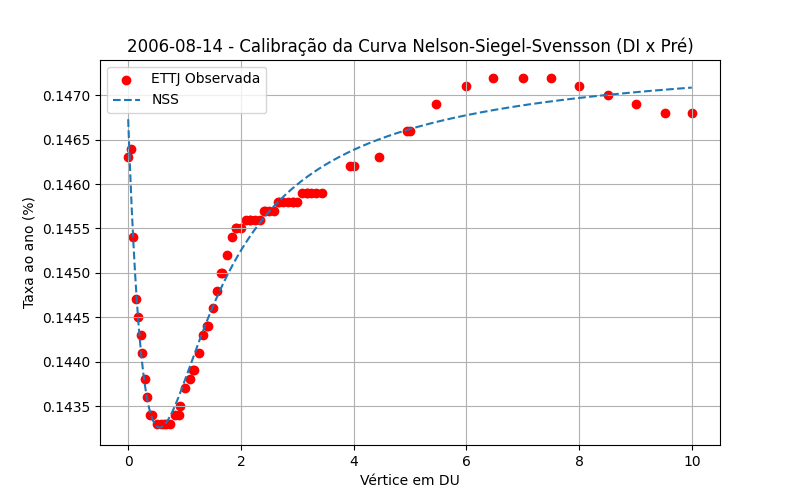 2006-08-14 - Calibração da Curva Nelson-Siegel-Svensson (DI x Pré)
ETTJ Observada
NSS
Taxa ao ano (%)
0.1470
0.1465
0.1460
0.1455
0.1450
0.1445
0.1440
0.1435
0 2 4 6 8 10
Vértice em DU